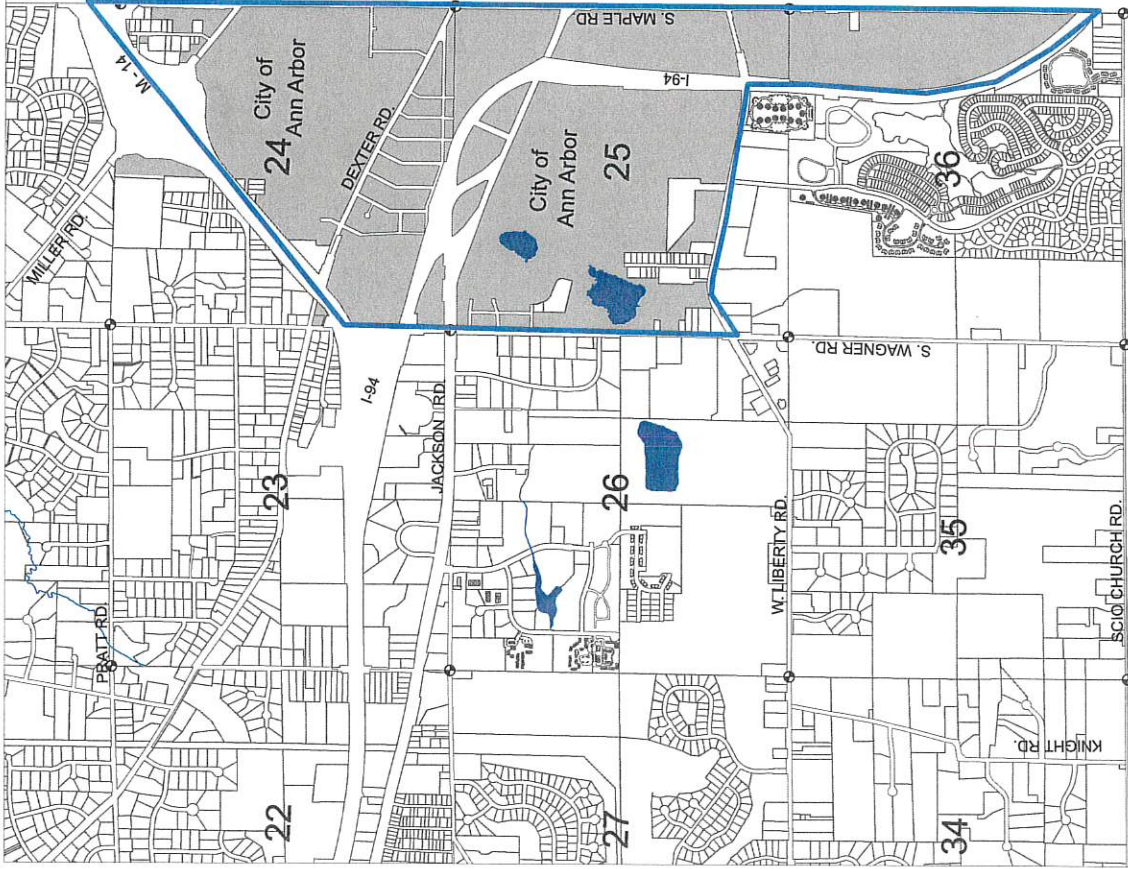 MILLER RD.
M - 14
24
City of
Ann Arbor
DEXTER RD.
S. MAPLE RD
PRATT RD.
23
22
I-94
I-94
JACKSON RD
City of
Ann Arbor
25
26
27
W. LIBERTY RD.
S. WAGNER RD.
36
35
34
KNIGHT RD.
SCIO CHURCH RD.